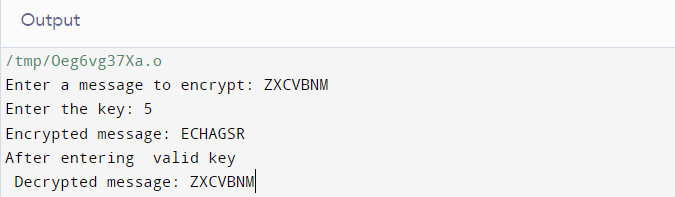 Output
/tmp/Oeg6vg37Xa.o
Enter a message to encrypt: ZXCVBNM
Enter the key: 5
Encrypted message: ECHAGSR
After entering  valid key
 Decrypted message: ZXCVBNM